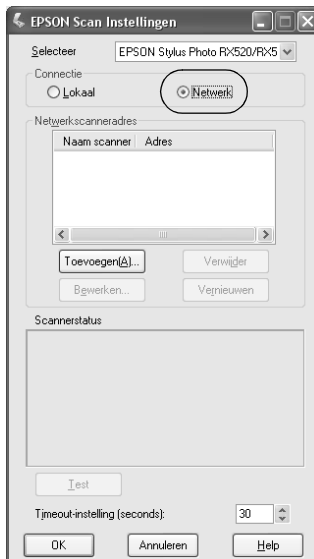 EPSON Scan Instellingen
Selecteer EPSON Stylus Photo RX520/RX5
Connectie
Lokaal Netwerk
Netwerkscanneradres
Naam scanner Adres
Toevoegen(A)... Verwijder
Bewerken... Vernieuwen
Scannerstatus
Test
Timeout-instelling (seconds): 30
OK Annuleren Help